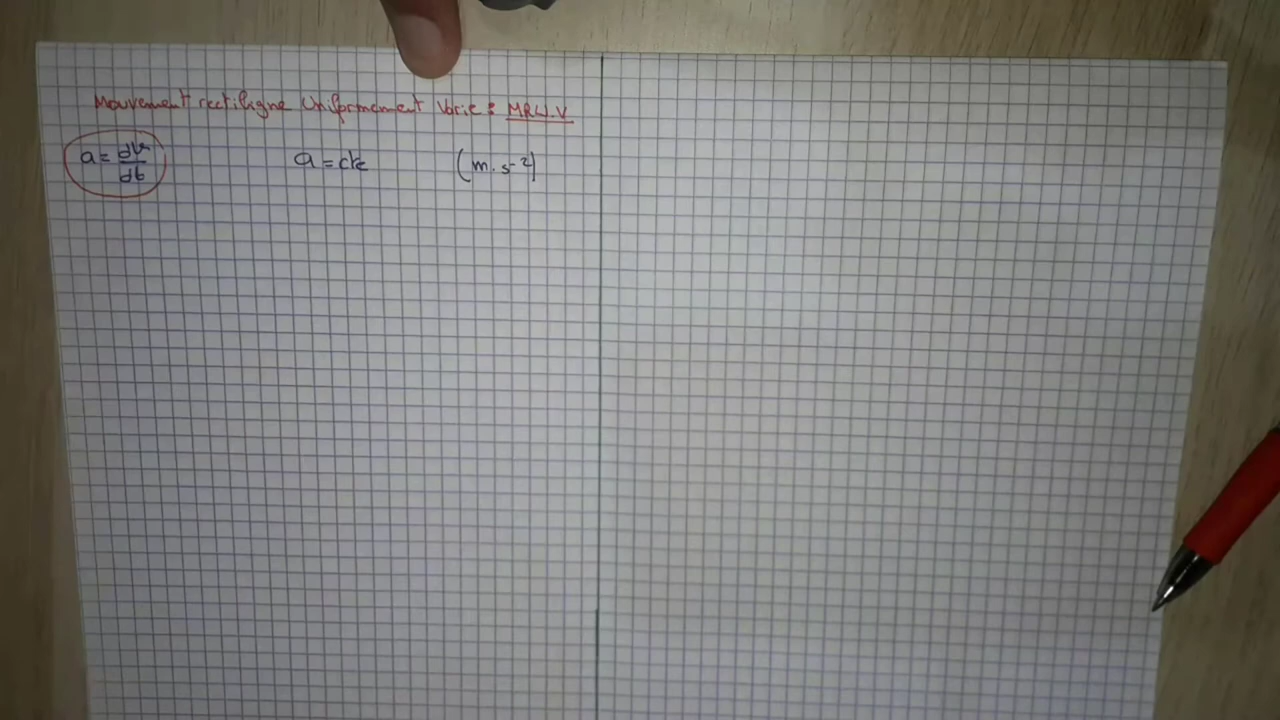 Mouvement rectiligne Uniformement Varie : MRU.V
a = dv/dt a = cte (m.s⁻²)